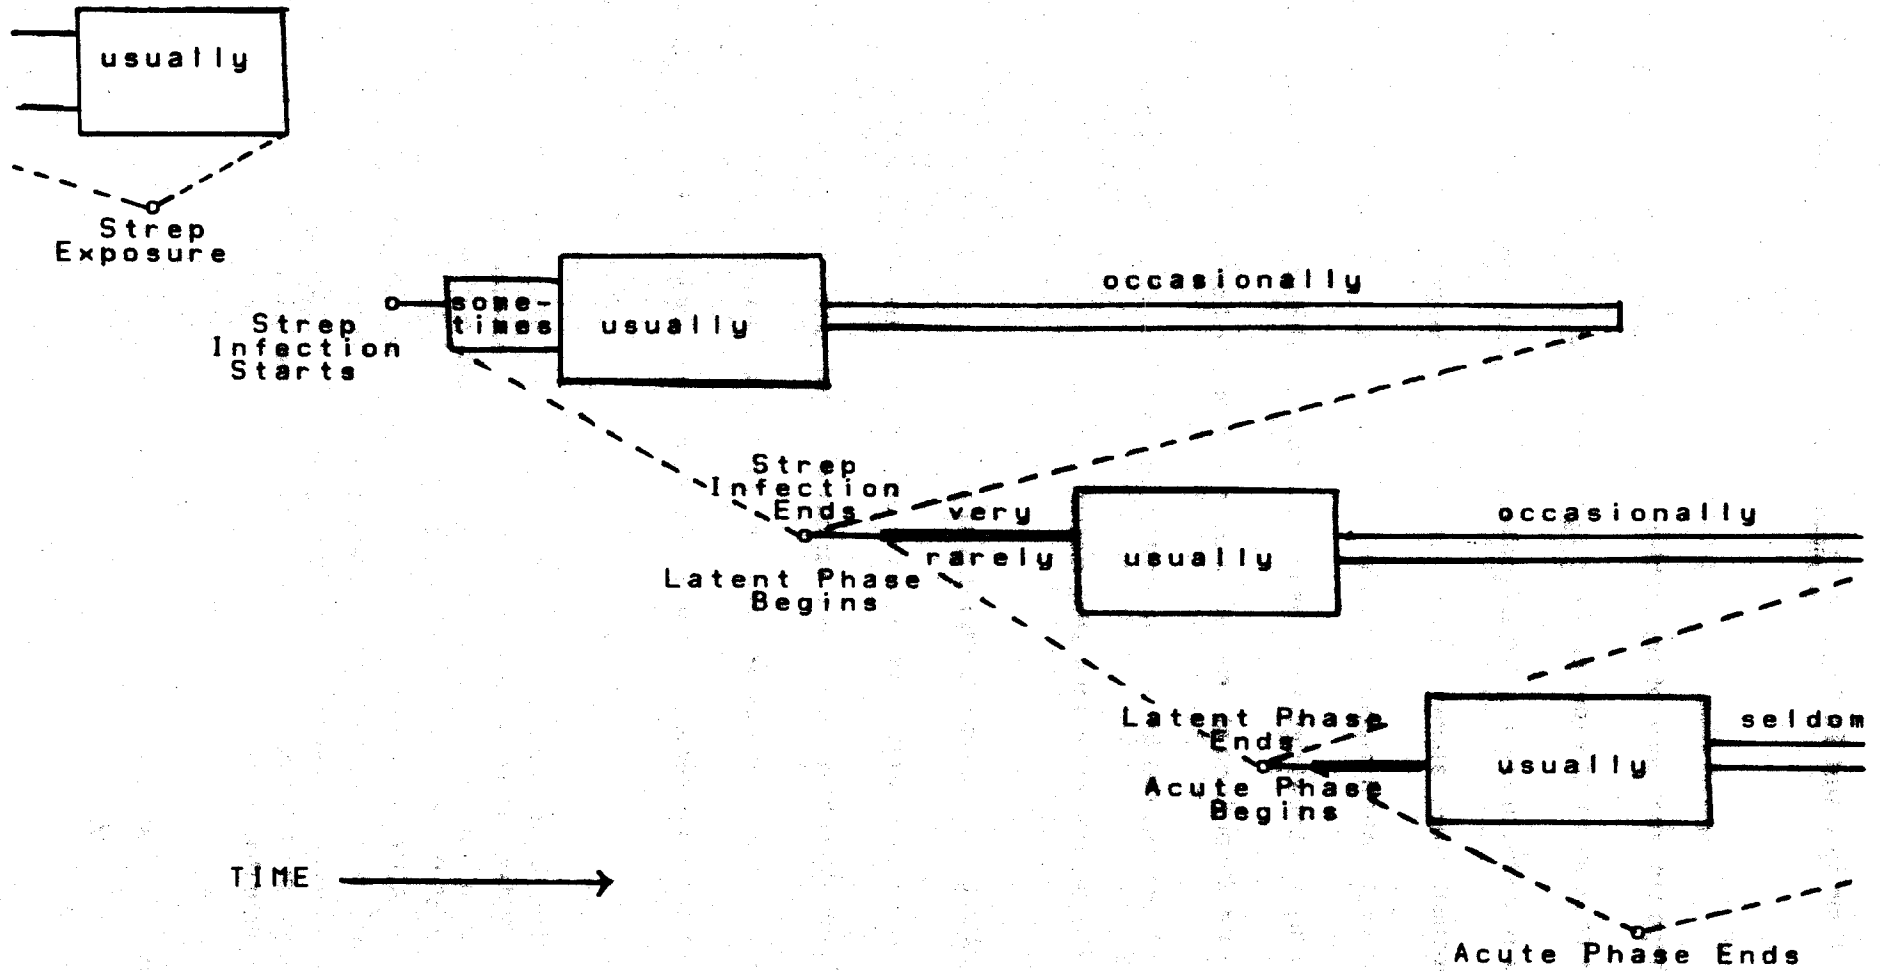 usually
Strep
Exposure
occasionally
some-
times
usually
Strep
Infection
Starts
Strep
Infection
Ends
very
rarely
usually
occasionally
Latent Phase
Begins
Latent Phase
Ends
usually
seldom
Acute Phase
Begins
TIME
Acute Phase Ends